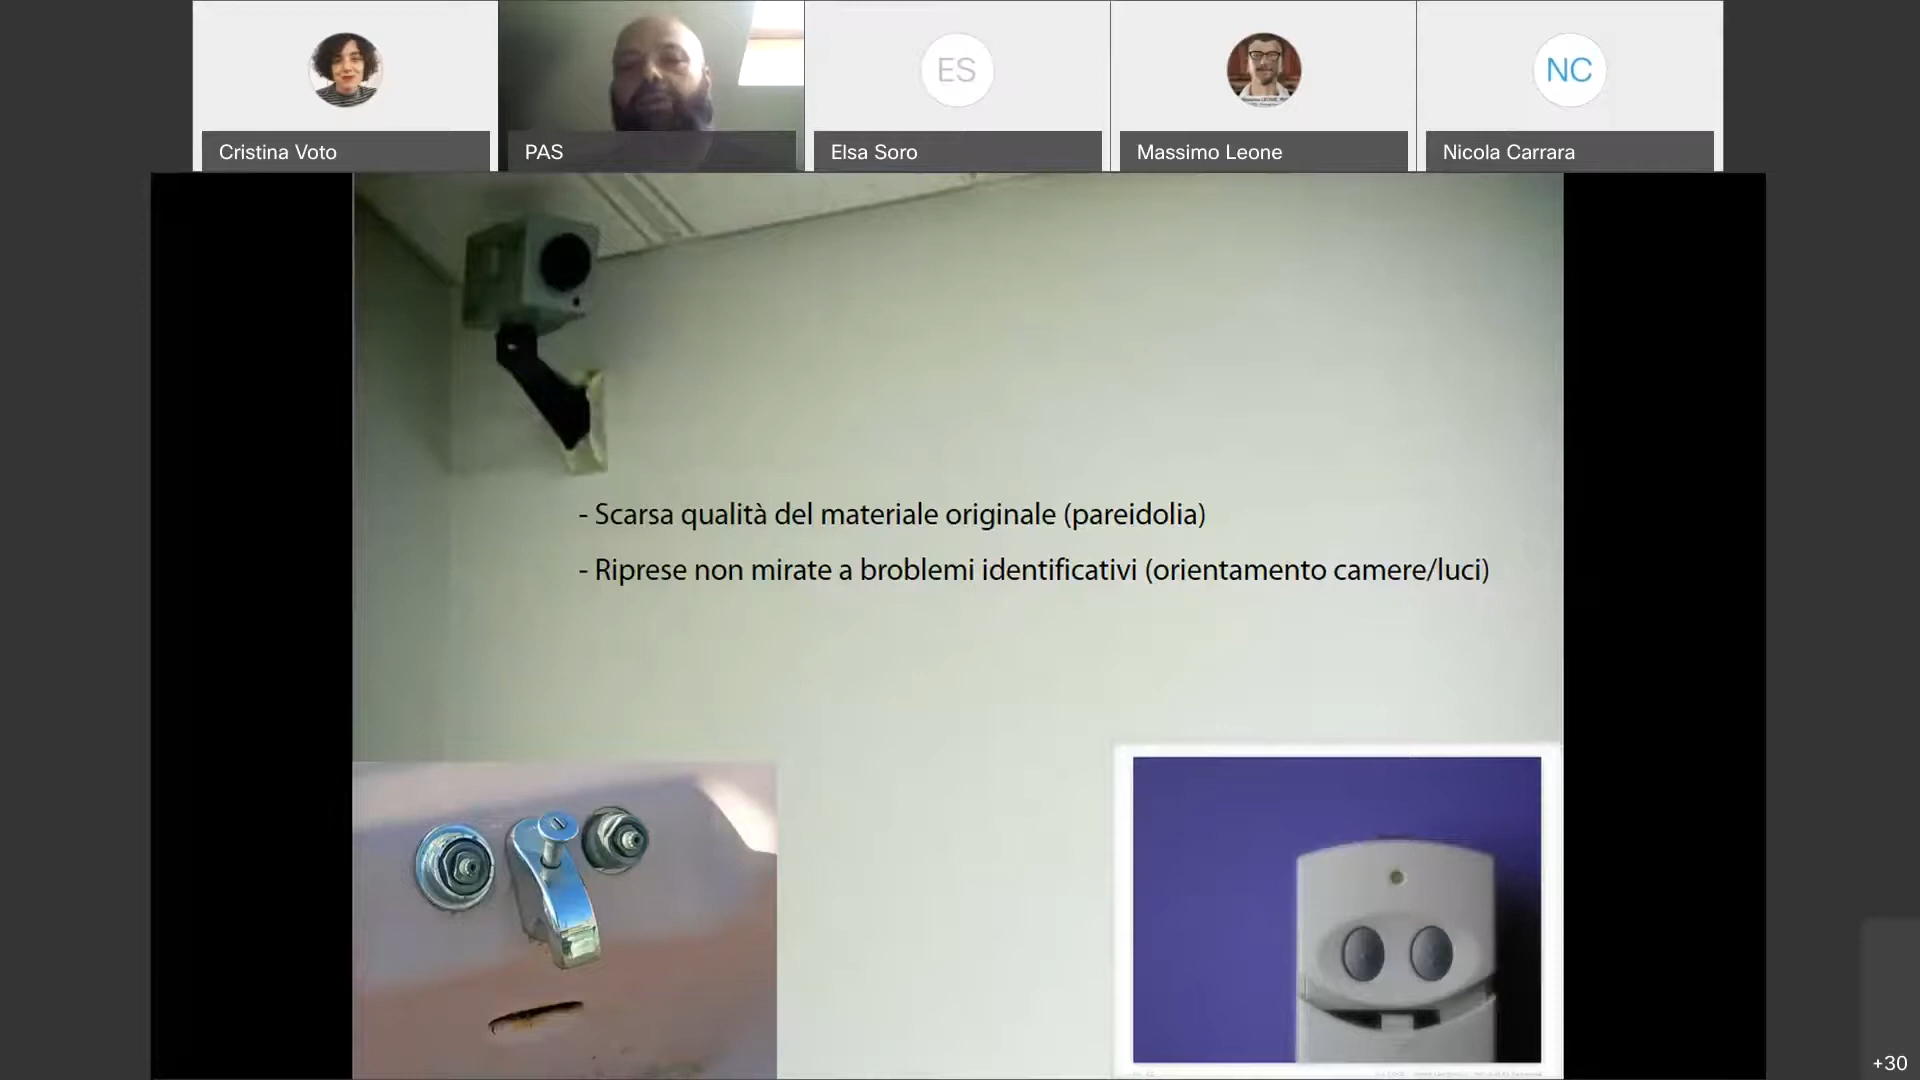 Cristina Voto
PAS
ES
Elsa Soro
Massimo Leone
NC
Nicola Carrara
- Scarsa qualità del materiale originale (pareidolia)
- Riprese non mirate a broblemi identificativi (orientamento camere/luci)
+30